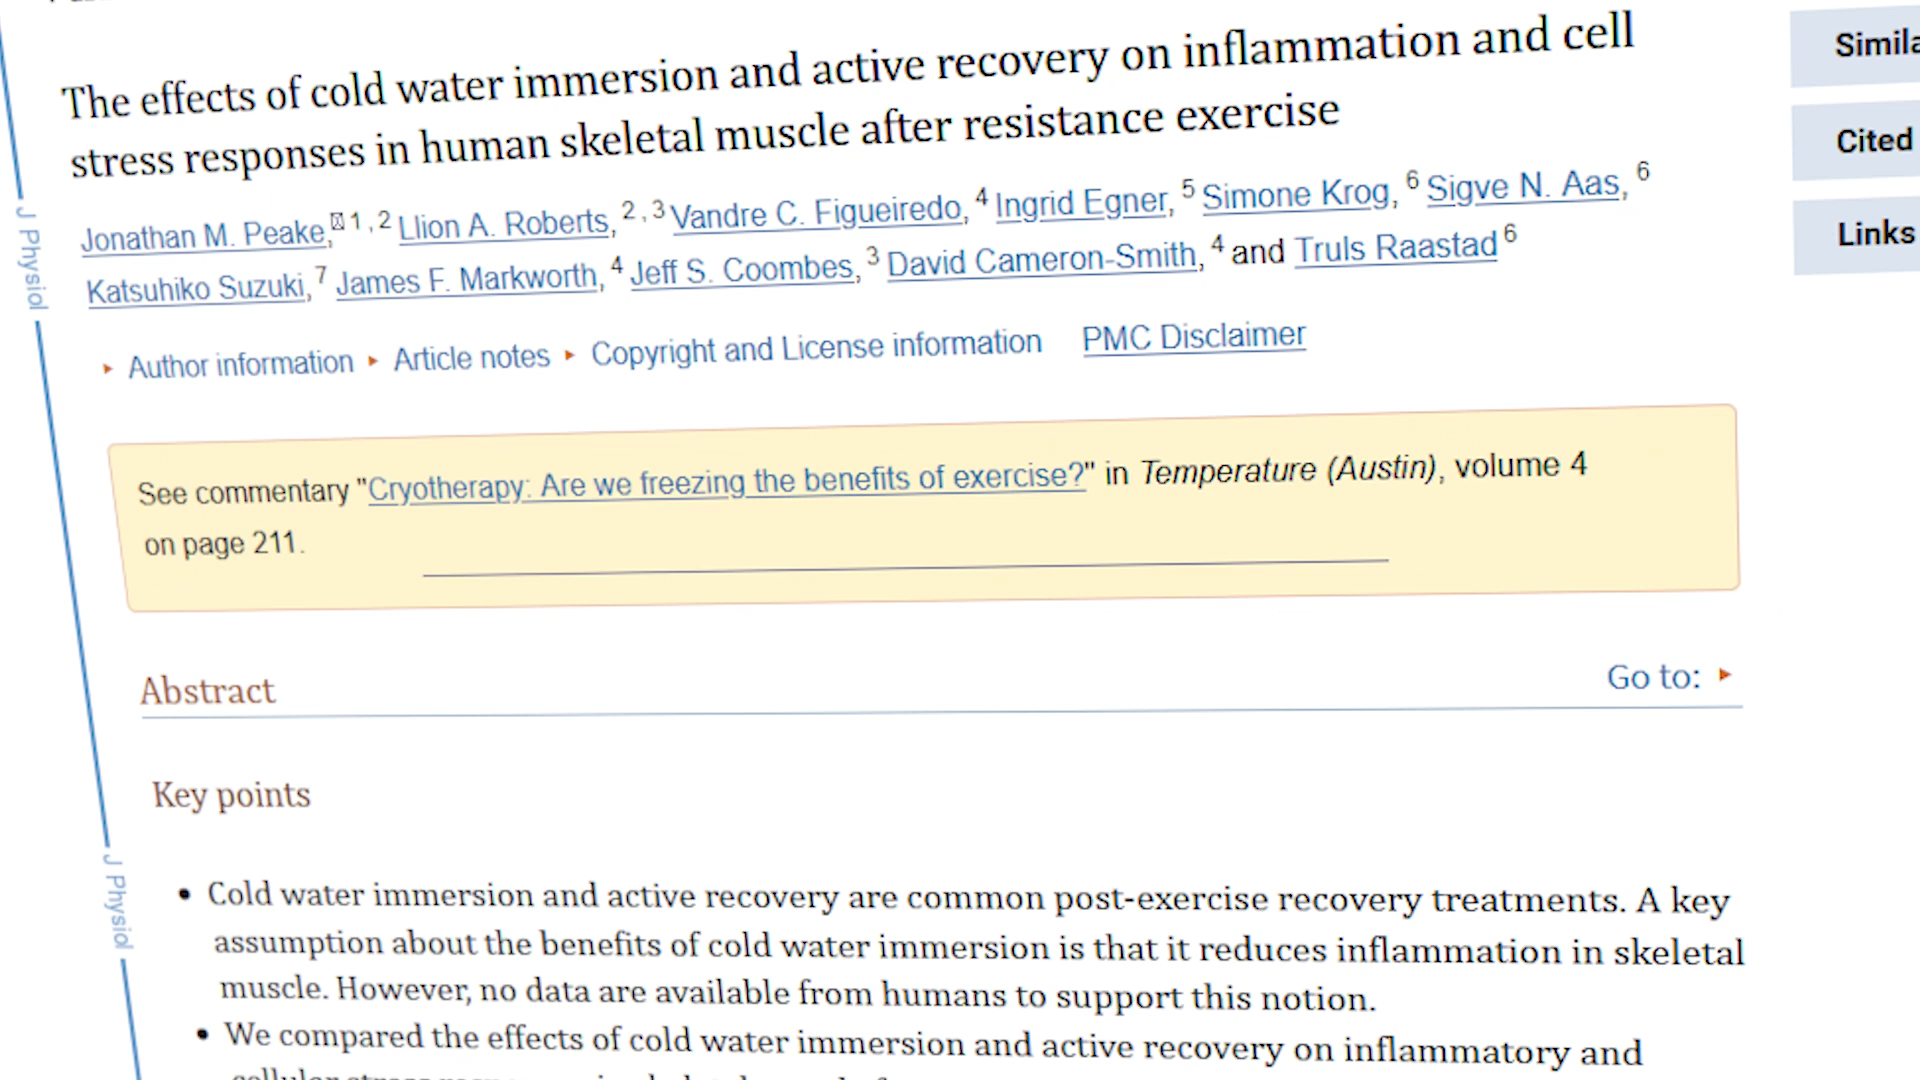 The effects of cold water immersion and active recovery on inflammation and cell
stress responses in human skeletal muscle after resistance exercise
Jonathan M. Peake, 1, 2 Llion A. Roberts, 2, 3 Vandre C. Figueiredo, 4 Ingrid Egner, 5 Simone Krog, 6 Sigve N. Aas, 6
Katsuhiko Suzuki, 7 James F. Markworth, 4 Jeff S. Coombes, 3 David Cameron-Smith, 4 and Truls Raastad 6
Author information Article notes Copyright and License information PMC Disclaimer
See commentary "Cryotherapy: Are we freezing the benefits of exercise?" in Temperature (Austin), volume 4
on page 211.
Abstract
Go to:
Key points
• Cold water immersion and active recovery are common post-exercise recovery treatments. A key
assumption about the benefits of cold water immersion is that it reduces inflammation in skeletal
muscle. However, no data are available from humans to support this notion.
• We compared the effects of cold water immersion and active recovery on inflammatory and
J Physiol
J Physiol
Cited
Links